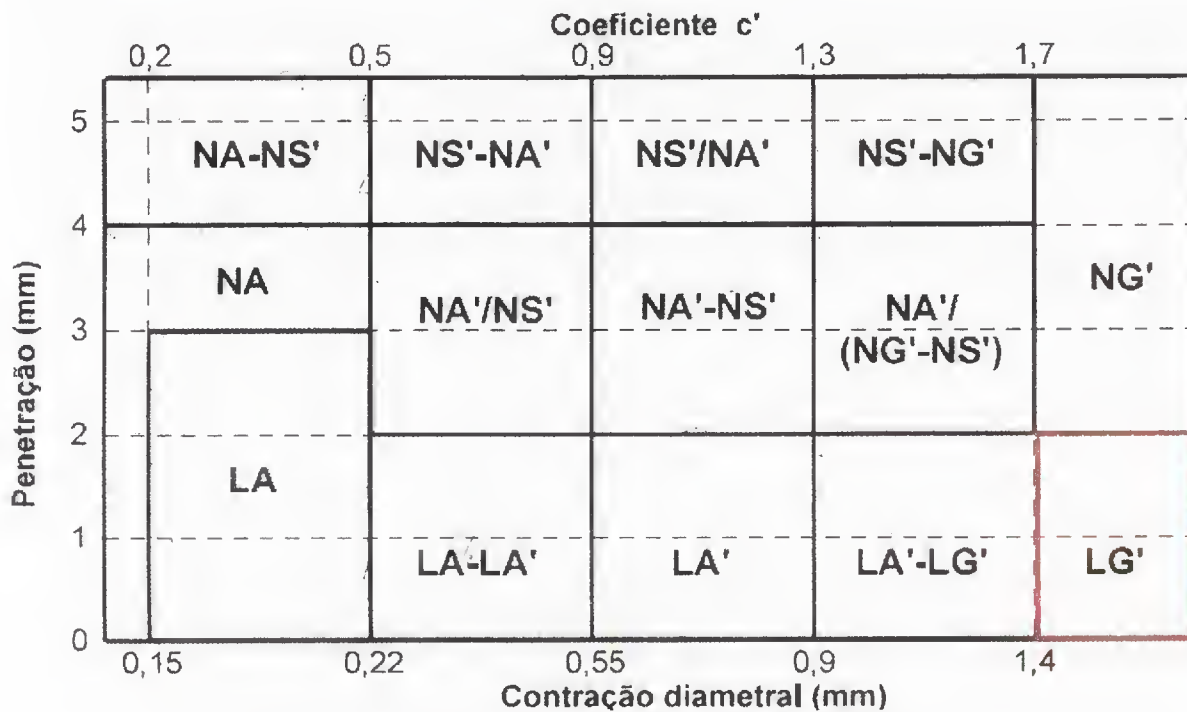 Coeficiente c'
0,2 0,5 0,9 1,3 1,7
5
NA-NS' NS'-NA' NS'/NA' NS'-NG'
4
Penetração (mm)
NA NA'/NS' NA'-NS' NA'/ NG'
(NG'-NS')
3
2
LA
1
LA-LA' LA' LA'-LG' LG'
0
0,15 0,22 0,55 0,9 1,4
Contração diametral (mm)